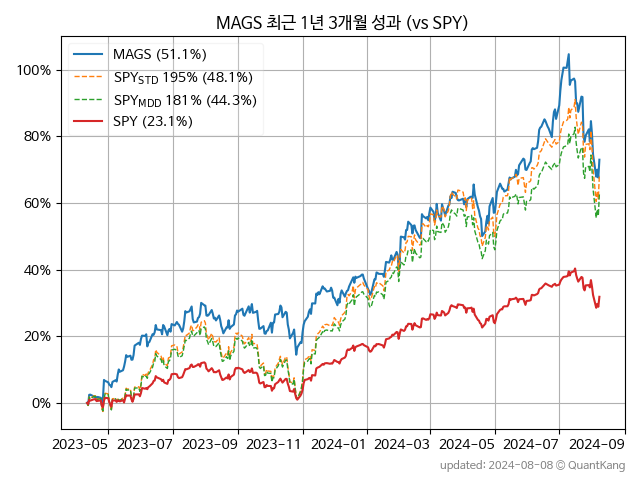 MAGS 최근 1년 3개월 성과 (vs SPY)
MAGS (51.1%)
SPY_STD 195% (48.1%)
SPY_MDD 181% (44.3%)
SPY (23.1%)
100%
80%
60%
40%
20%
0%
2023-05 2023-07 2023-09 2023-11 2024-01 2024-03 2024-05 2024-07 2024-09
updated: 2024-08-08 © QuantKang